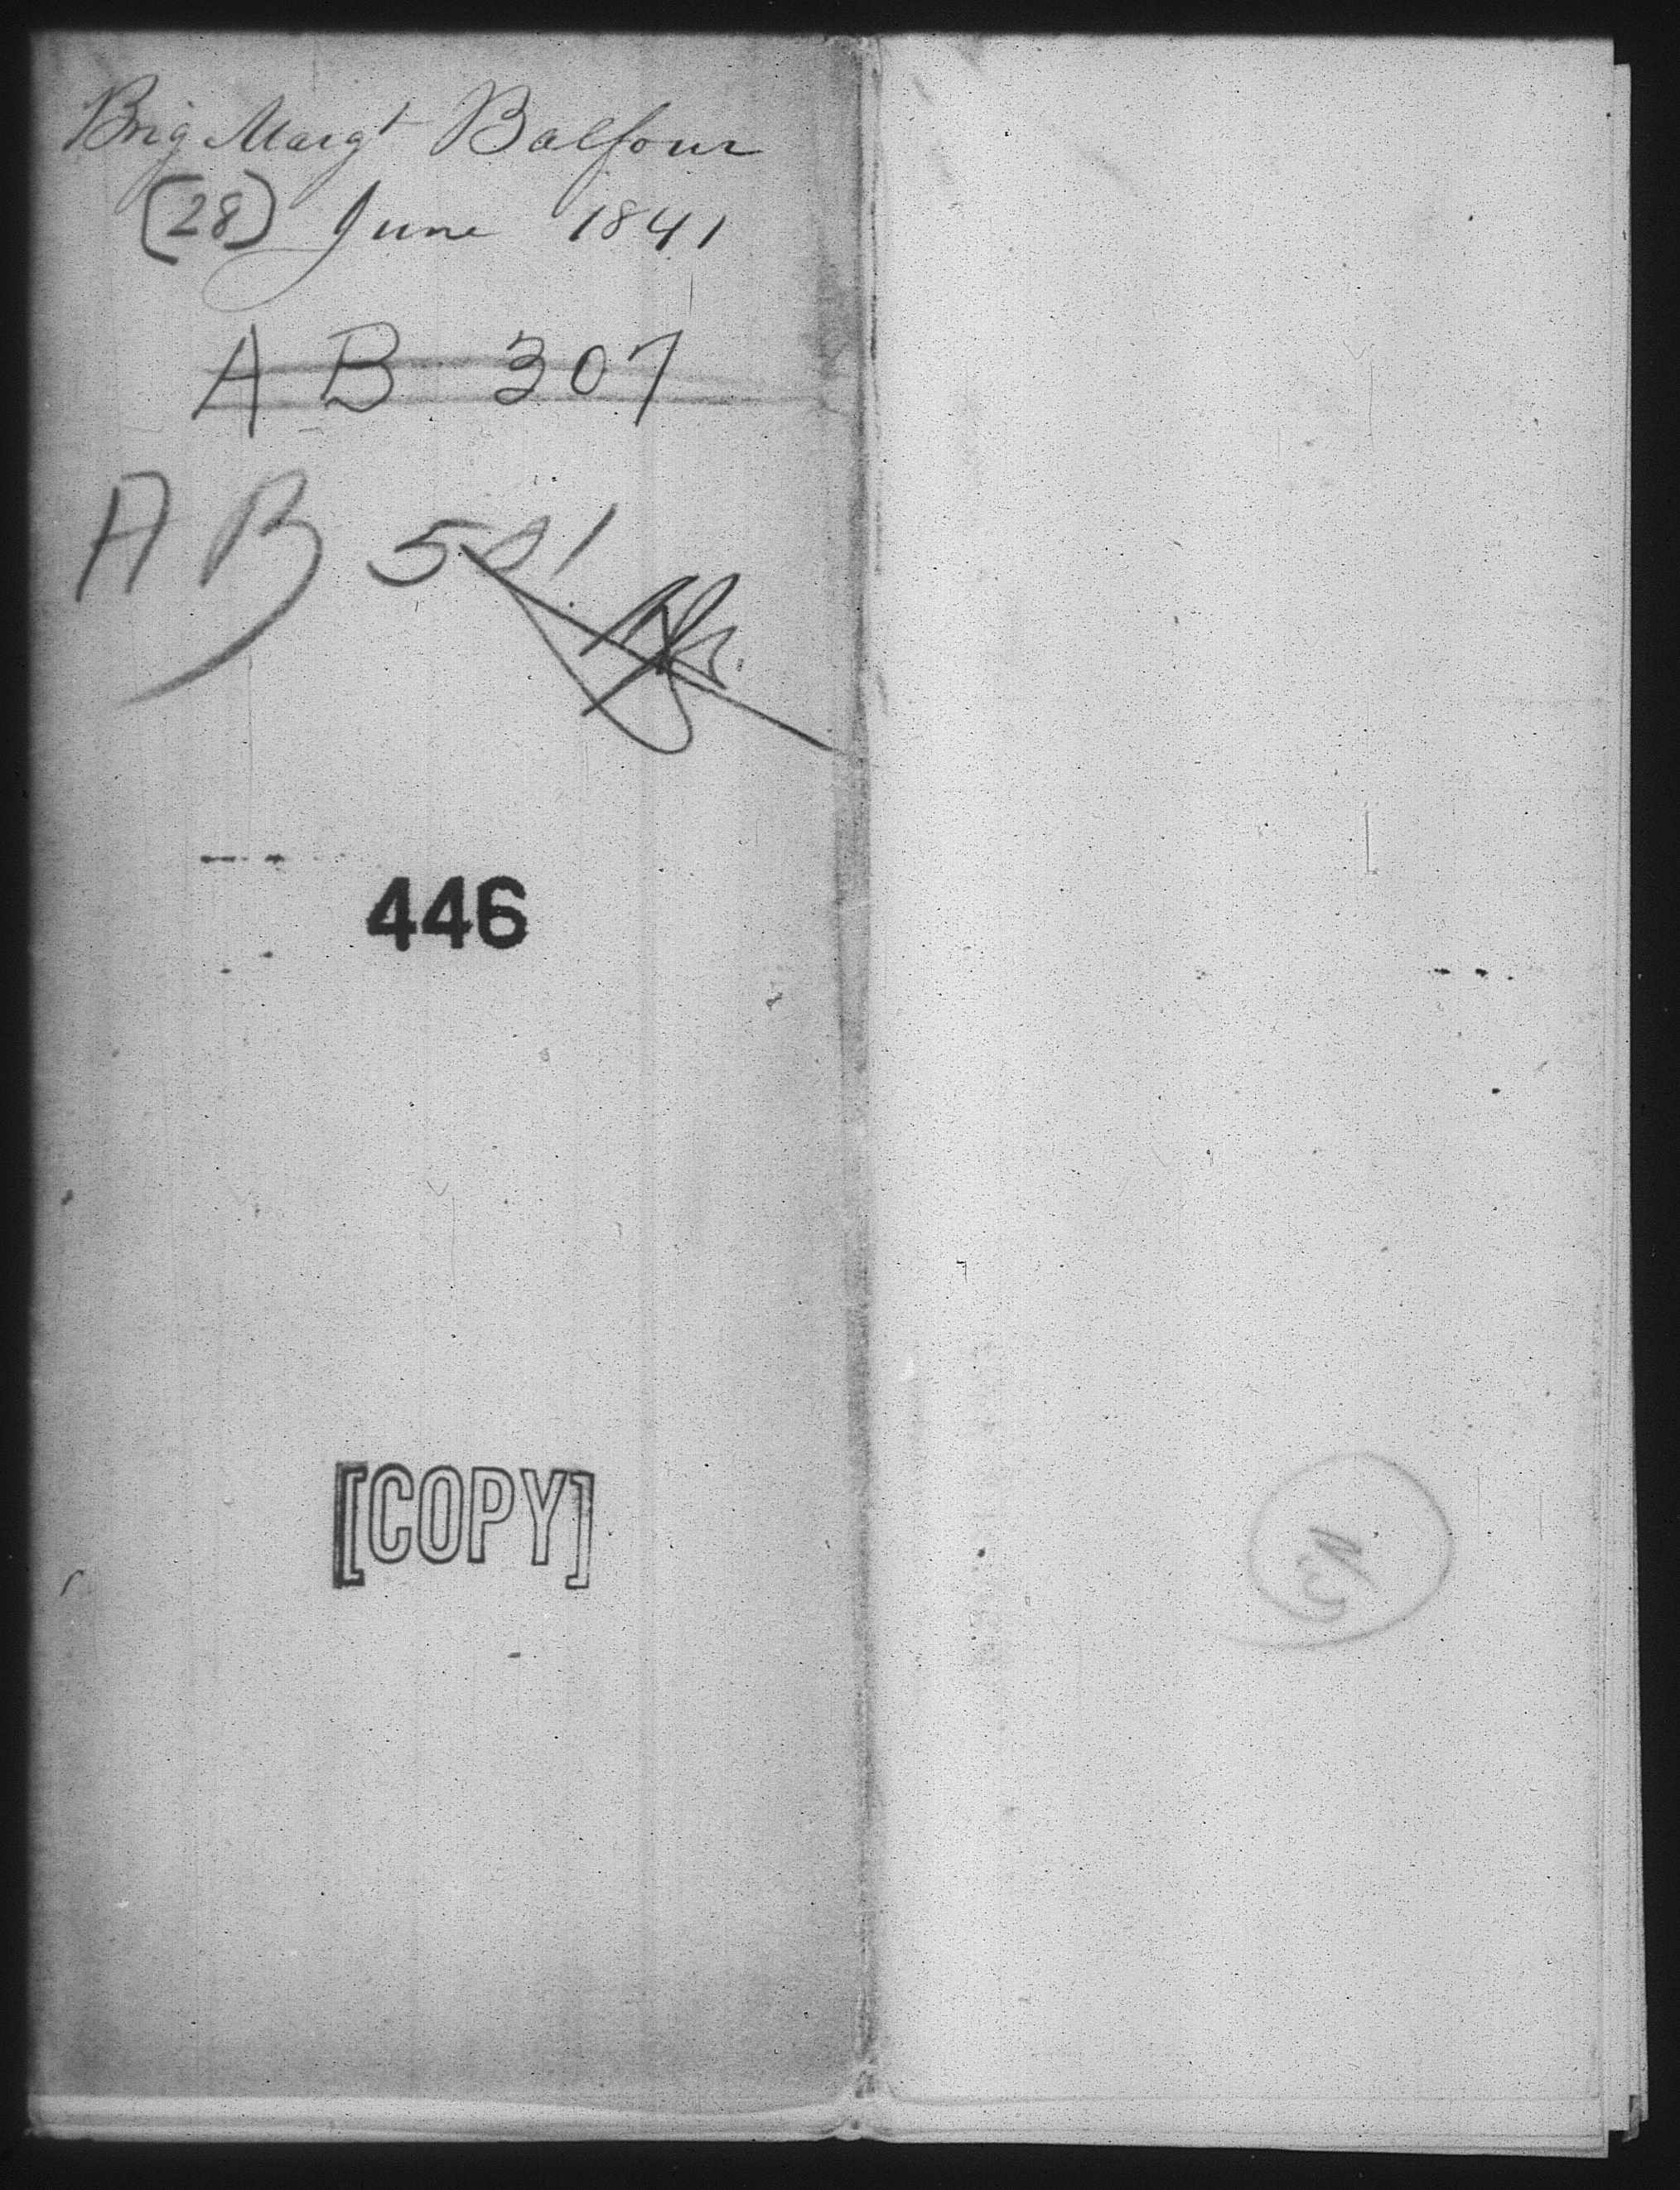 Brig Margt Balfour
(28) June 1841
A B 307
A B 501
446
[COPY]